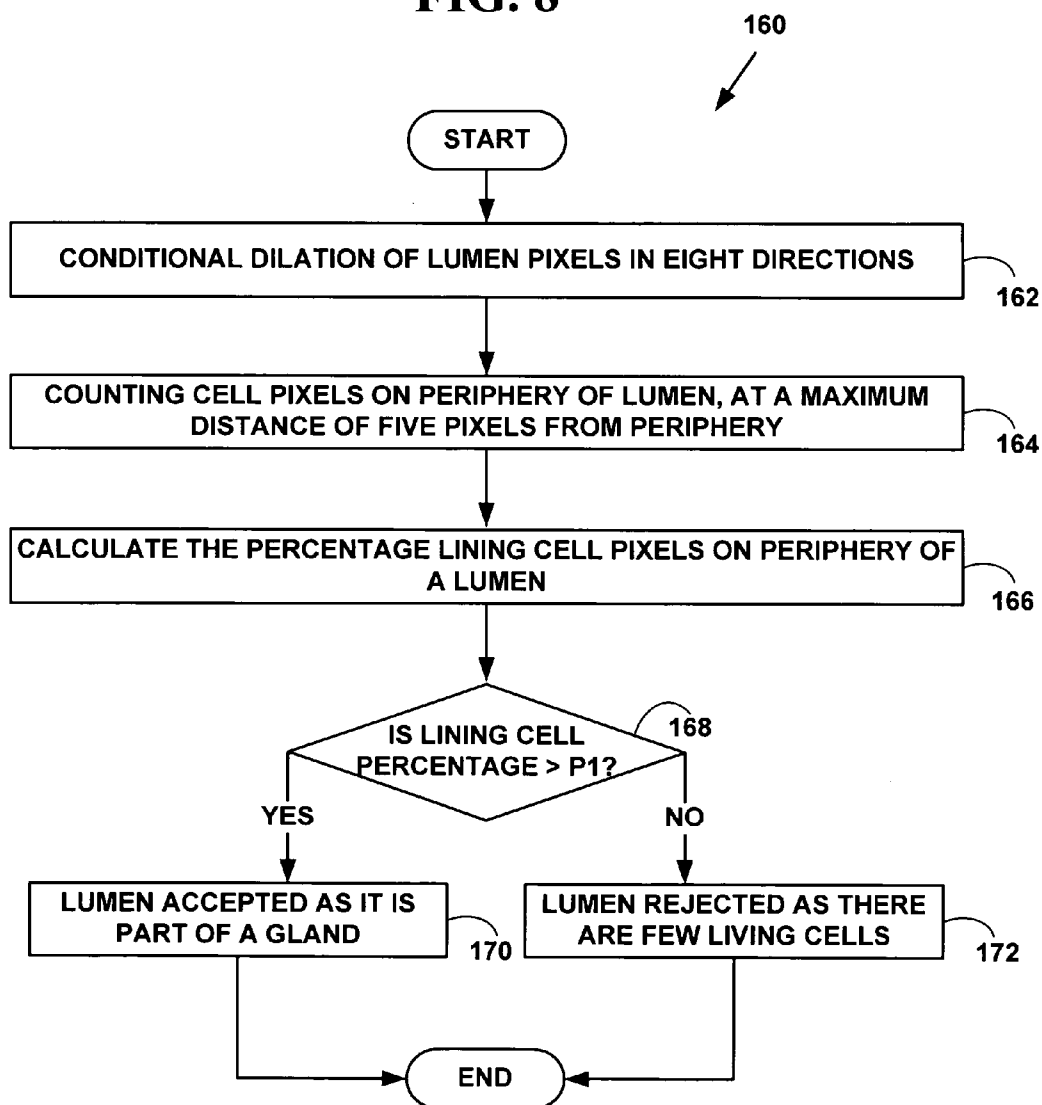 FIG. 8
160
START
CONDITIONAL DILATION OF LUMEN PIXELS IN EIGHT DIRECTIONS
162
COUNTING CELL PIXELS ON PERIPHERY OF LUMEN, AT A MAXIMUM
DISTANCE OF FIVE PIXELS FROM PERIPHERY
164
CALCULATE THE PERCENTAGE LINING CELL PIXELS ON PERIPHERY OF
A LUMEN
166
IS LINING CELL
PERCENTAGE > P1?
168
YES
NO
LUMEN ACCEPTED AS IT IS
PART OF A GLAND
170
LUMEN REJECTED AS THERE
ARE FEW LIVING CELLS
172
END